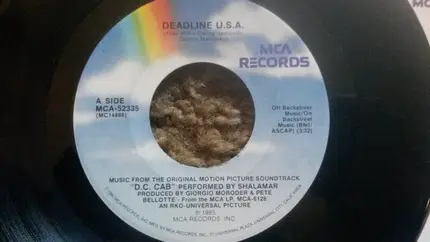 DEADLINE U.S.A.
MCA RECORDS
A SIDE
MCA-52335
Off Backstreet
Music/On
Backstreet
Music (BMI/
ASCAP) (3:32)
MUSIC FROM THE ORIGINAL MOTION PICTURE SOUNDTRACK
"D.C. CAB" PERFORMED BY SHALAMAR
PRODUCED BY GIORGIO MORODER & PETE
BELLOTTE - From the MCA LP, MCA-6128
AN RKO-UNIVERSAL PICTURE
℗ 1983
MCA RECORDS, INC.